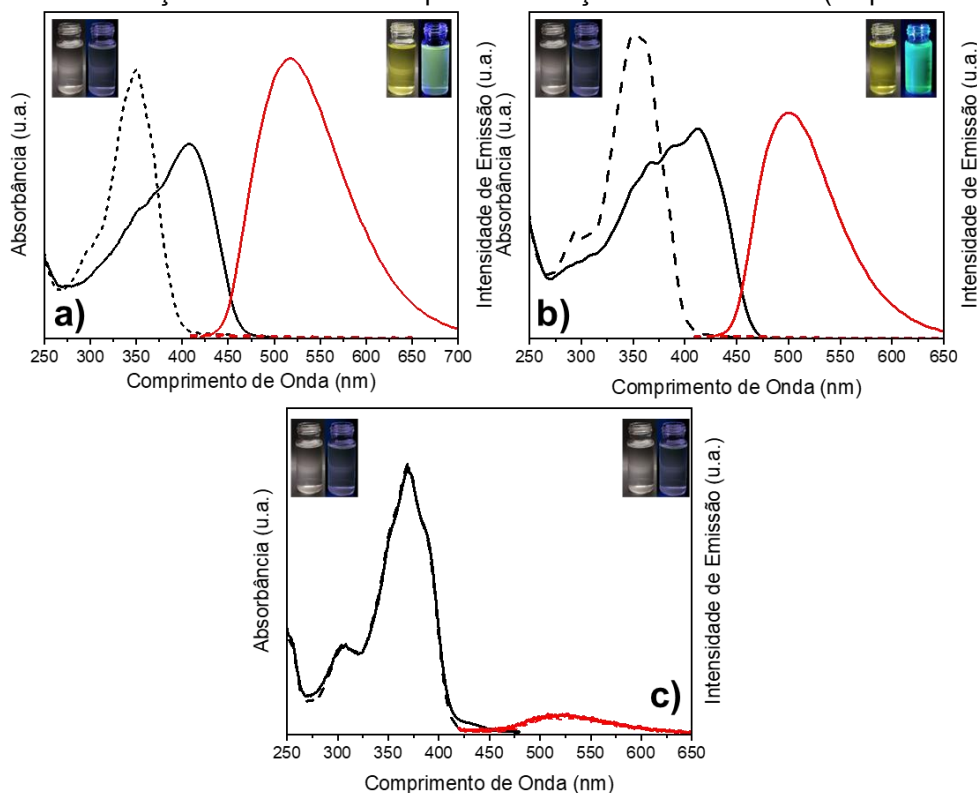 Absorbância (u.a.)
Intensidade de Emissão (u.a.)
a)
250 300 350 400 450 500 550 600 650 700
Comprimento de Onda (nm)
Absorbância (u.a.)
Intensidade de Emissão (u.a.)
b)
250 300 350 400 450 500 550 600 650
Comprimento de Onda (nm)
Absorbância (u.a.)
Intensidade de Emissão (u.a.)
c)
250 300 350 400 450 500 550 600 650
Comprimento de Onda (nm)